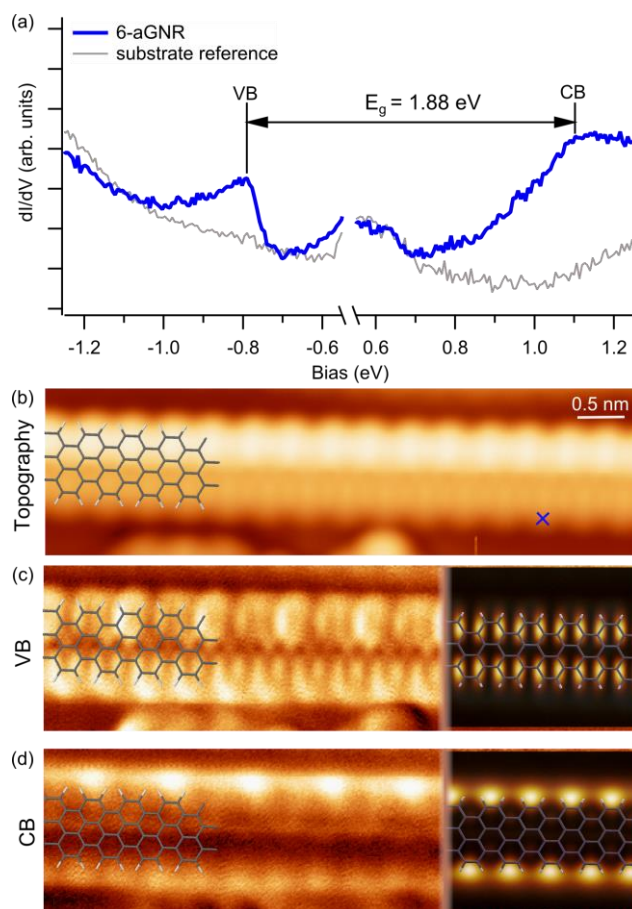 (a)
6-aGNR
substrate reference
VB
CB
E_g = 1.88 eV
dI/dV (arb. units)
-1.2 -1.0 -0.8 -0.6 0.6 0.8 1.0 1.2
Bias (eV)
(b)
0.5 nm
Topography
(c)
VB
(d)
CB